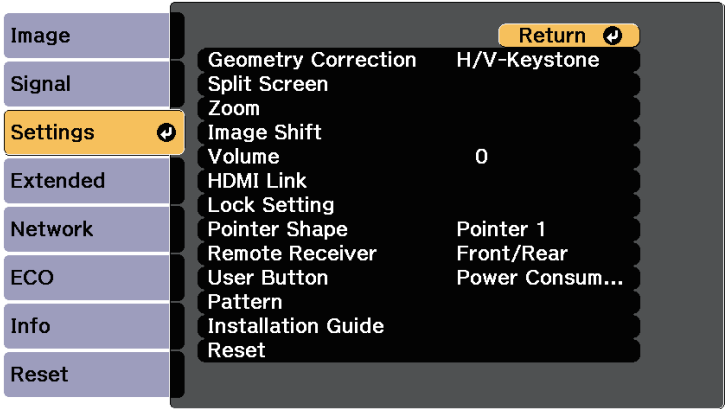 Image
Signal
Settings
Extended
Network
ECO
Info
Reset
Return
Geometry Correction H/V-Keystone
Split Screen
Zoom
Image Shift
Volume 0
HDMI Link
Lock Setting
Pointer Shape Pointer 1
Remote Receiver Front/Rear
User Button Power Consum...
Pattern
Installation Guide
Reset